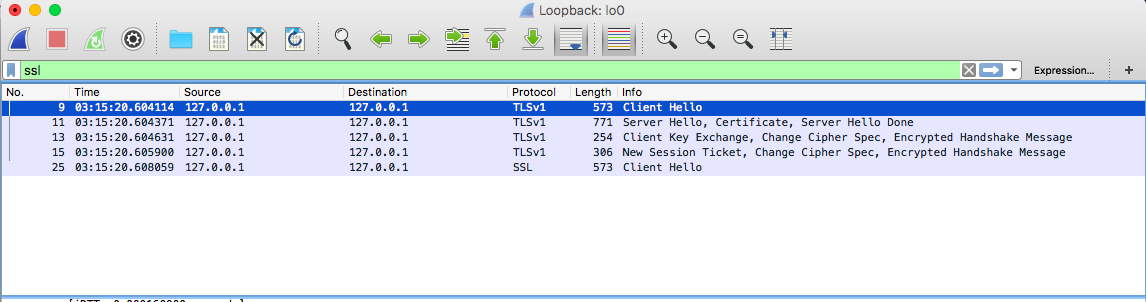 Loopback: lo0
ssl Expression... +
No. Time Source Destination Protocol Length Info
9 03:15:20.604114 127.0.0.1 127.0.0.1 TLSv1 573 Client Hello
11 03:15:20.604371 127.0.0.1 127.0.0.1 TLSv1 771 Server Hello, Certificate, Server Hello Done
13 03:15:20.604631 127.0.0.1 127.0.0.1 TLSv1 254 Client Key Exchange, Change Cipher Spec, Encrypted Handshake Message
15 03:15:20.605900 127.0.0.1 127.0.0.1 TLSv1 306 New Session Ticket, Change Cipher Spec, Encrypted Handshake Message
25 03:15:20.608059 127.0.0.1 127.0.0.1 SSL 573 Client Hello